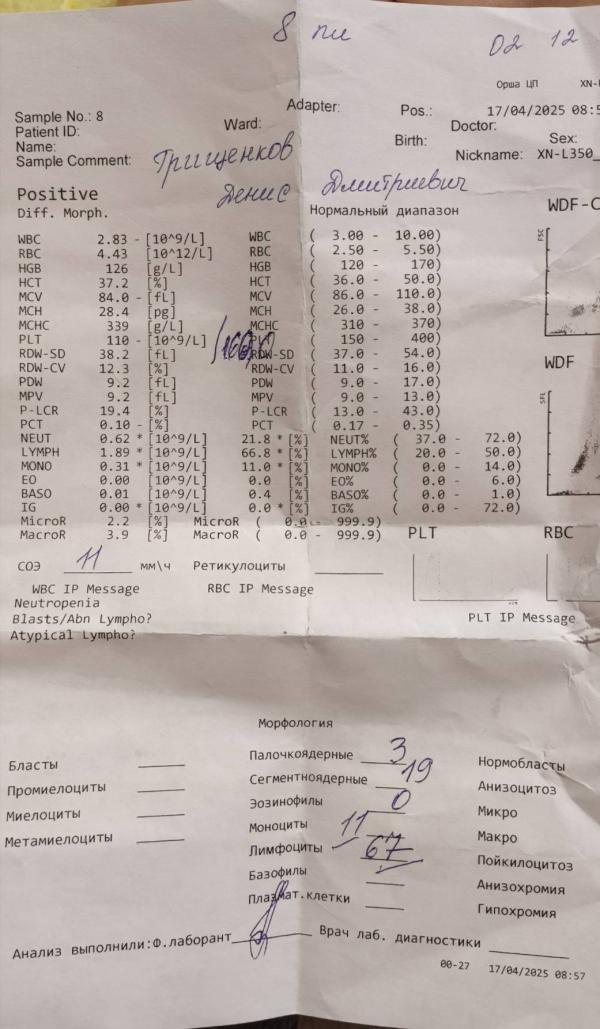 8 пи 02 12
Орша ЦП XN-L
Adapter:
Sample No.: 8 Ward: Pos.: 17/04/2025 08:5
Patient ID: Doctor:
Name: Birth: Sex:
Sample Comment: Nickname: XN-L350_
Грищенков
Денис Дмитриевич
Positive
Diff. Morph. Нормальный диапазон WDF-C
FSC
WBC 2.83 - [10^9/L] WBC ( 3.00 - 10.00)
RBC 4.43 [10^12/L] RBC ( 2.50 - 5.50)
HGB 126 [g/L] HGB ( 120 - 170)
HCT 37.2 [%] HCT ( 36.0 - 50.0)
MCV 84.0 - [fL] MCV ( 86.0 - 110.0)
MCH 28.4 [pg] MCH ( 26.0 - 38.0)
MCHC 339 [g/L] MCHC ( 310 - 370)
PLT 110 - [10^9/L] ( 150 - 400)
RDW-SD 38.2 [fL] RDW-SD ( 37.0 - 54.0) WDF
RDW-CV 12.3 [%] RDW-CV ( 11.0 - 16.0)
PDW 9.2 [fL] PDW ( 9.0 - 17.0)
MPV 9.2 [fL] MPV ( 9.0 - 13.0) SFL
P-LCR 19.4 [%] P-LCR ( 13.0 - 43.0)
PCT 0.10 - [%] PCT ( 0.17 - 0.35)
NEUT 0.62 * [10^9/L] 21.8 * [%] NEUT% ( 37.0 - 72.0)
LYMPH 1.89 * [10^9/L] 66.8 * [%] LYMPH% ( 20.0 - 50.0)
MONO 0.31 * [10^9/L] 11.0 * [%] MONO% ( 0.0 - 14.0)
EO 0.00 [10^9/L] 0.0 [%] EO% ( 0.0 - 6.0)
BASO 0.01 [10^9/L] 0.4 [%] BASO% ( 0.0 - 1.0)
IG 0.00 * [10^9/L] 0.0 * [%] IG% ( 0.0 - 72.0)
MicroR 2.2 [%] MicroR ( 0.0 - 999.9)
MacroR 3.9 [%] MacroR ( 0.0 - 999.9) PLT RBC
СОЭ 11 мм\ч Ретикулоциты
WBC IP Message RBC IP Message PLT IP Message
Neutropenia
Blasts/Abn Lympho?
Atypical Lympho?
Морфология
Бласты Палочкоядерные 3 Нормобласты
Промиелоциты Сегментноядерные 19 Анизоцитоз
Миелоциты Эозинофилы 0 Микро
Метамиелоциты Моноциты 11 Макро
Лимфоциты 67 Пойкилоцитоз
Базофилы Анизохромия
Плазмат.клетки Гипохромия
Анализ выполнили:Ф.лаборант Врач лаб. диагностики
00-27 17/04/2025 08:57